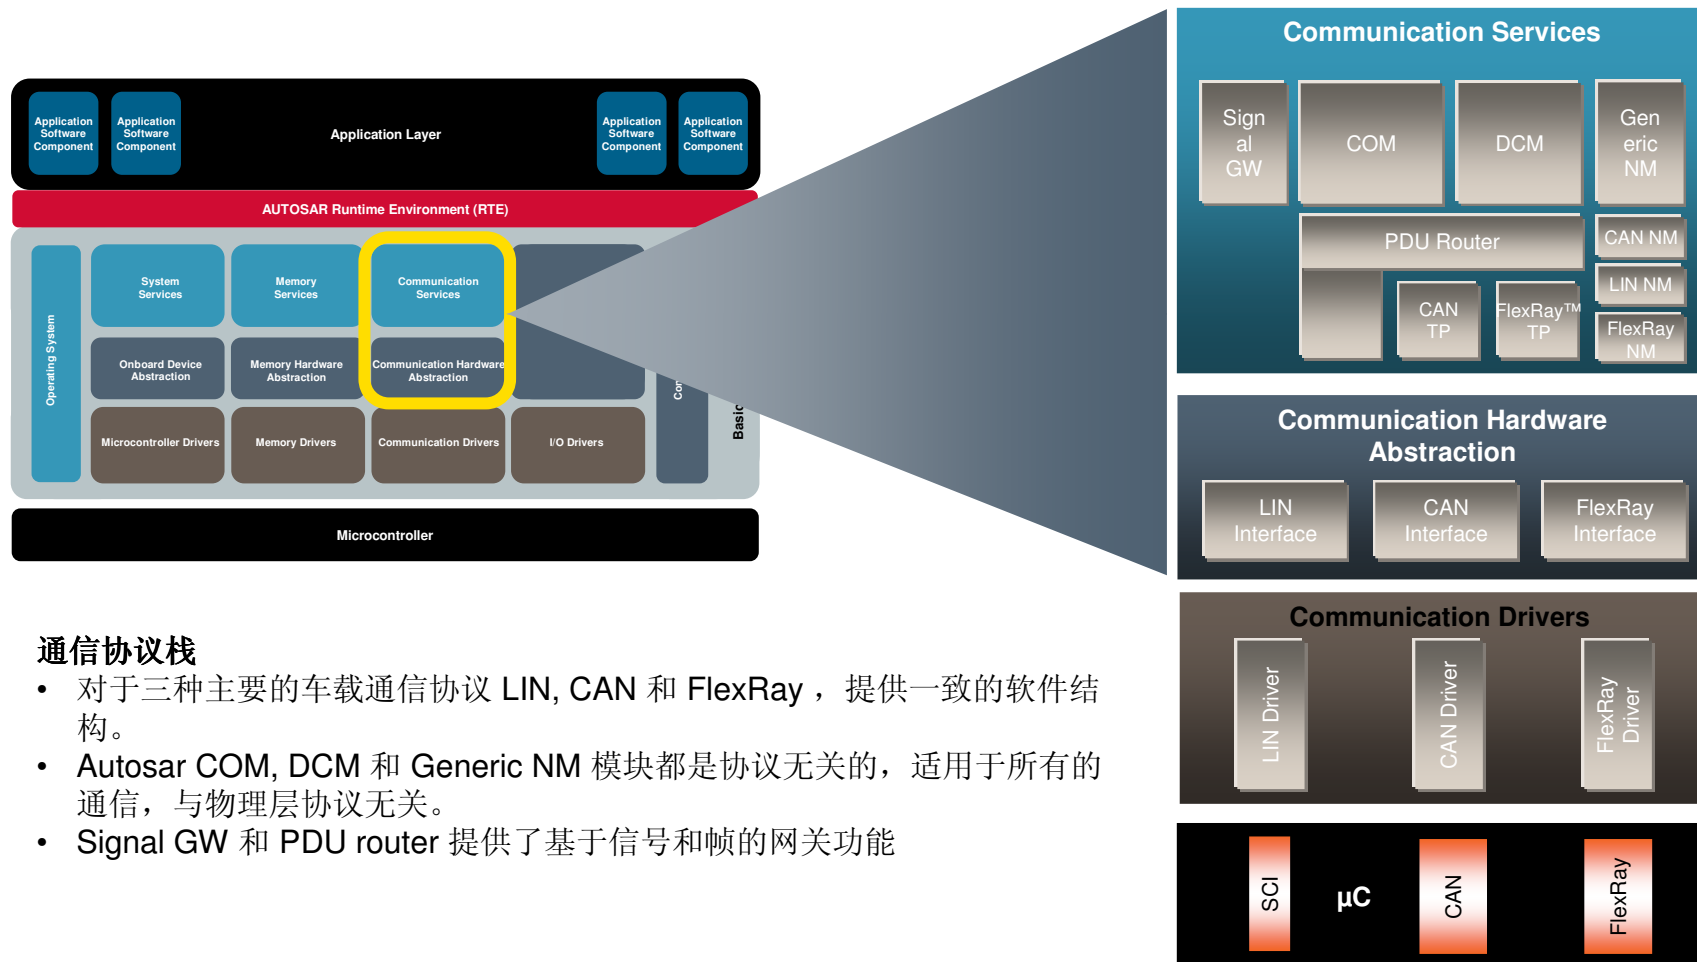 Application
Software
Component
Application
Software
Component
Application Layer
Application
Software
Component
Application
Software
Component
AUTOSAR Runtime Environment (RTE)
Operating System
System
Services
Memory
Services
Communication
Services
Onboard Device
Abstraction
Memory Hardware
Abstraction
Communication Hardware
Abstraction
Microcontroller Drivers
Memory Drivers
Communication Drivers
I/O Drivers
Microcontroller
Communication Services
Sign
al
GW
COM
DCM
Gen
eric
NM
PDU Router
CAN NM
LIN NM
CAN
TP
FlexRay™
TP
FlexRay
NM
Communication Hardware
Abstraction
LIN
Interface
CAN
Interface
FlexRay
Interface
Communication Drivers
LIN Driver
CAN Driver
FlexRay
Driver
SCI
µC
CAN
FlexRay
通信协议栈
• 对于三种主要的车载通信协议 LIN, CAN 和 FlexRay ，提供一致的软件结
构。
• Autosar COM, DCM 和 Generic NM 模块都是协议无关的，适用于所有的
通信，与物理层协议无关。
• Signal GW 和 PDU router 提供了基于信号和帧的网关功能